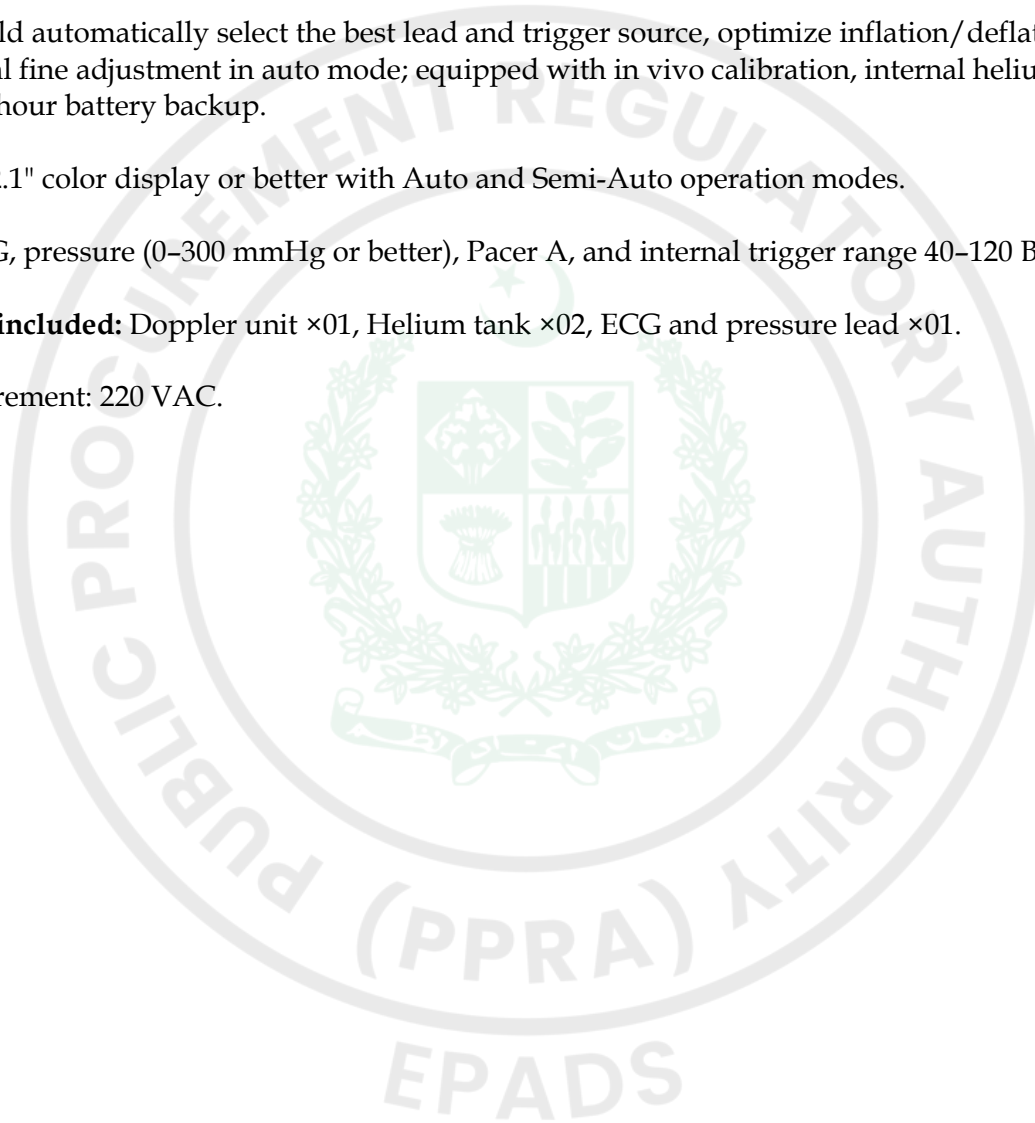 ld automatically select the best lead and trigger source, optimize inflation/deflat
l fine adjustment in auto mode; equipped with in vivo calibration, internal heliu
hour battery backup.
.1" color display or better with Auto and Semi-Auto operation modes.
G, pressure (0–300 mmHg or better), Pacer A, and internal trigger range 40–120 B
included: Doppler unit ×01, Helium tank ×02, ECG and pressure lead ×01.
rement: 220 VAC.
PUBLIC PROCUREMENT REGULATORY AUTHORITY
(PPRA)
EPADS